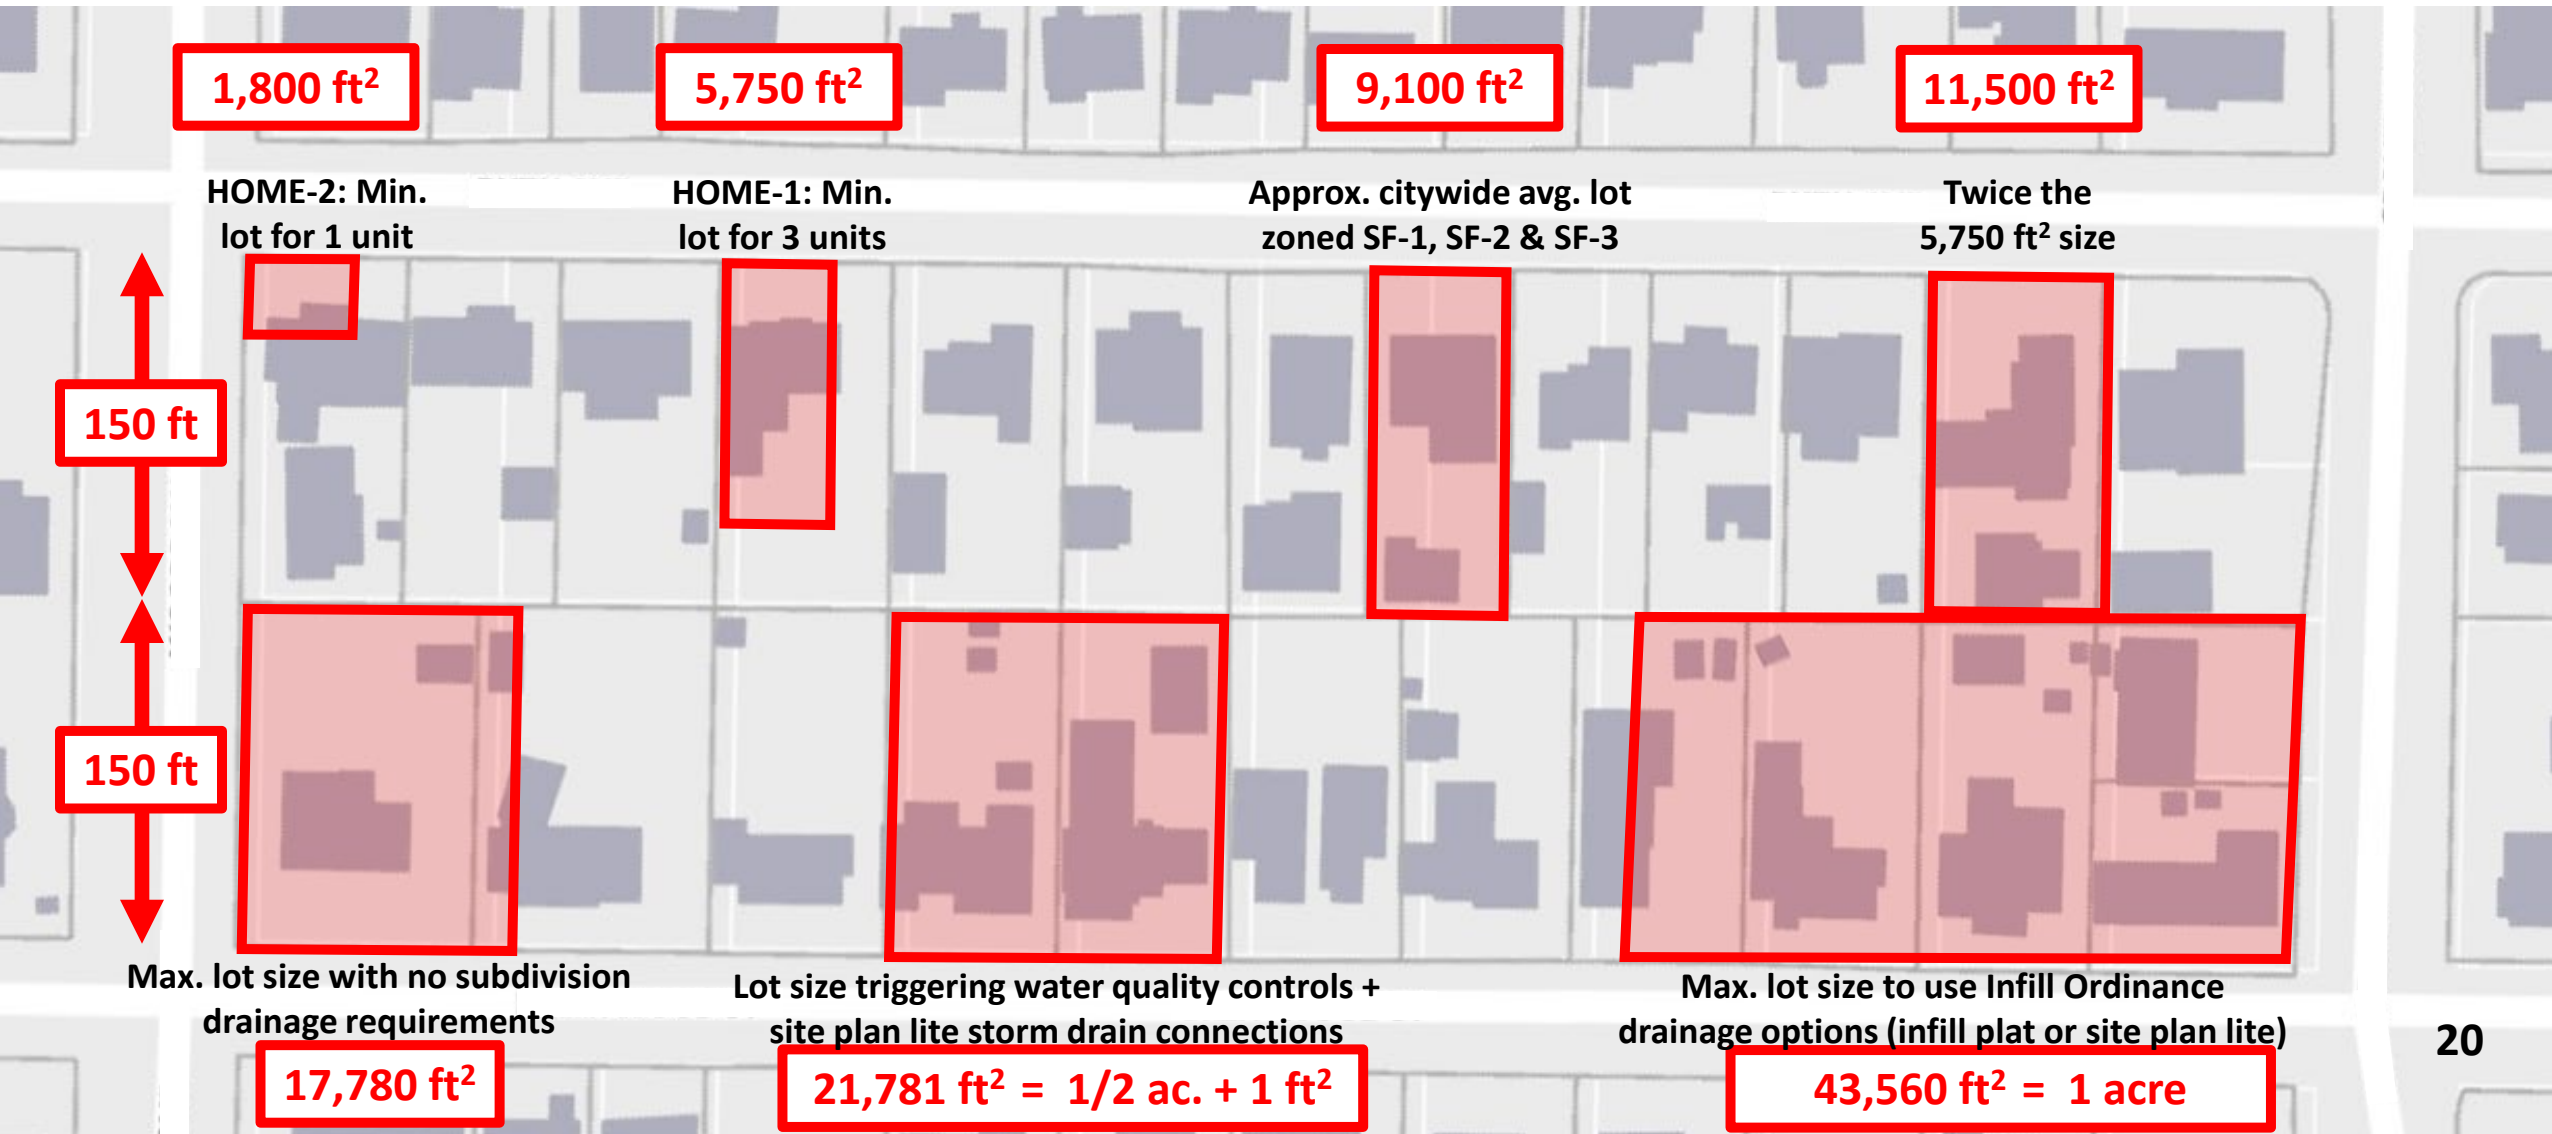 1,800 ft²
5,750 ft²
9,100 ft²
11,500 ft²
HOME-2: Min.
lot for 1 unit
HOME-1: Min.
lot for 3 units
Approx. citywide avg. lot
zoned SF-1, SF-2 & SF-3
Twice the
5,750 ft² size
150 ft
150 ft
Max. lot size with no subdivision
drainage requirements
17,780 ft²
Lot size triggering water quality controls +
site plan lite storm drain connections
21,781 ft² = 1/2 ac. + 1 ft²
Max. lot size to use Infill Ordinance
drainage options (infill plat or site plan lite)
43,560 ft² = 1 acre
20